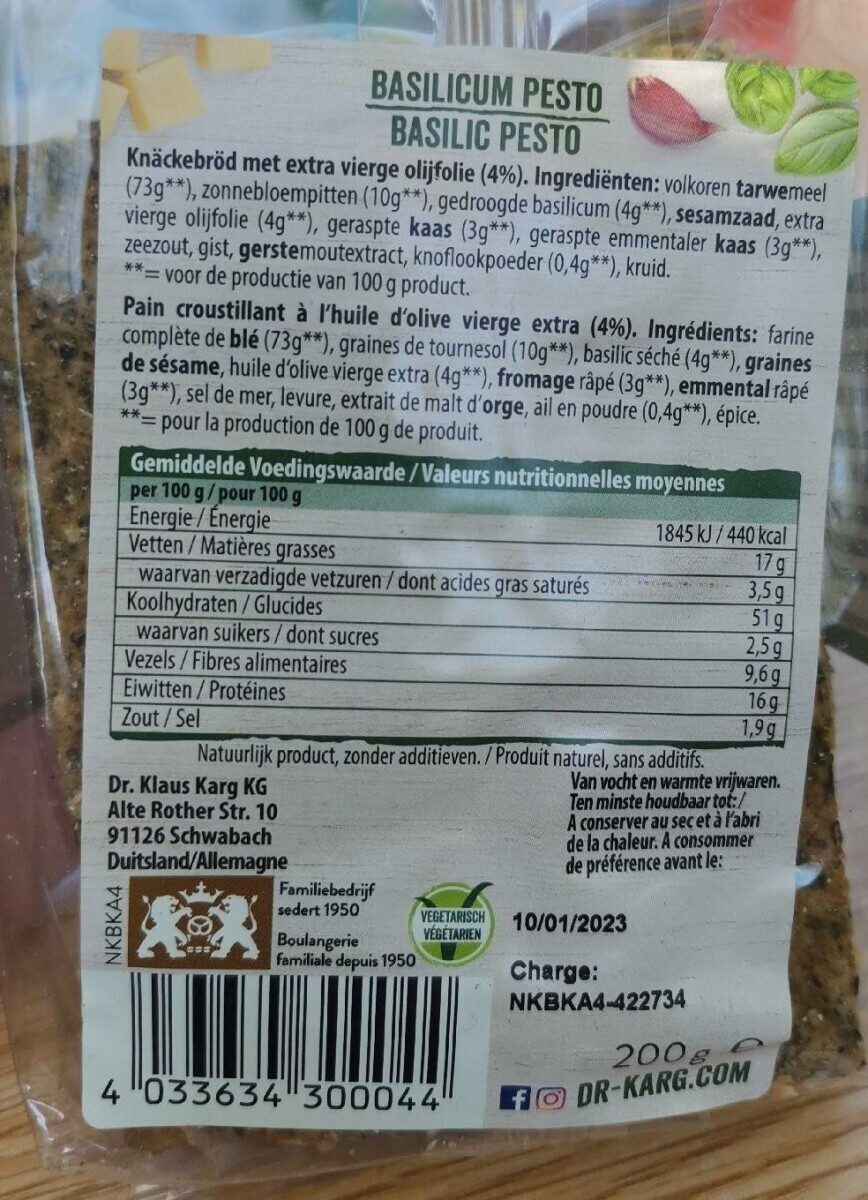 BASILICUM PESTO
BASILIC PESTO
Knäckebröd met extra vierge olijfolie (4%). Ingrediënten: volkoren tarwemeel
(73g**), zonnebloempitten (10g**), gedroogde basilicum (4g**), sesamzaad, extra
vierge olijfolie (4g**), geraspte kaas (3g**), geraspte emmentaler kaas (3g**),
zeezout, gist, gerstemoutextract, knoflookpoeder (0,4g**), kruid.
**= voor de productie van 100 g product.
Pain croustillant à l'huile d'olive vierge extra (4%). Ingrédients: farine
complète de blé (73g**), graines de tournesol (10g**), basilic séché (4g**), graines
de sésame, huile d'olive vierge extra (4g**), fromage râpé (3g**), emmental râpé
(3g**), sel de mer, levure, extrait de malt d'orge, ail en poudre (0,4g**), épice.
**= pour la production de 100 g de produit.
Gemiddelde Voedingswaarde / Valeurs nutritionnelles moyennes
per 100 g / pour 100 g
Energie / Énergie 1845 kJ / 440 kcal
Vetten / Matières grasses 17 g
waarvan verzadigde vetzuren / dont acides gras saturés 3,5 g
Koolhydraten / Glucides 51 g
waarvan suikers / dont sucres 2,5 g
Vezels / Fibres alimentaires 9,6 g
Eiwitten / Protéines 16 g
Zout / Sel 1,9 g
Natuurlijk product, zonder additieven. / Produit naturel, sans additifs.
Dr. Klaus Karg KG
Alte Rother Str. 10
91126 Schwabach
Duitsland/Allemagne
Van vocht en warmte vrijwaren.
Ten minste houdbaar tot: /
A conserver au sec et à l'abri
de la chaleur. A consommer
de préférence avant le:
NKBKA4
Familiebedrijf
sedert 1950
Boulangerie
familiale depuis 1950
VEGETARISCH
VÉGÉTARIEN
10/01/2023
Charge:
NKBKA4-422734
200g e
DR-KARG.COM
4 033634 300044